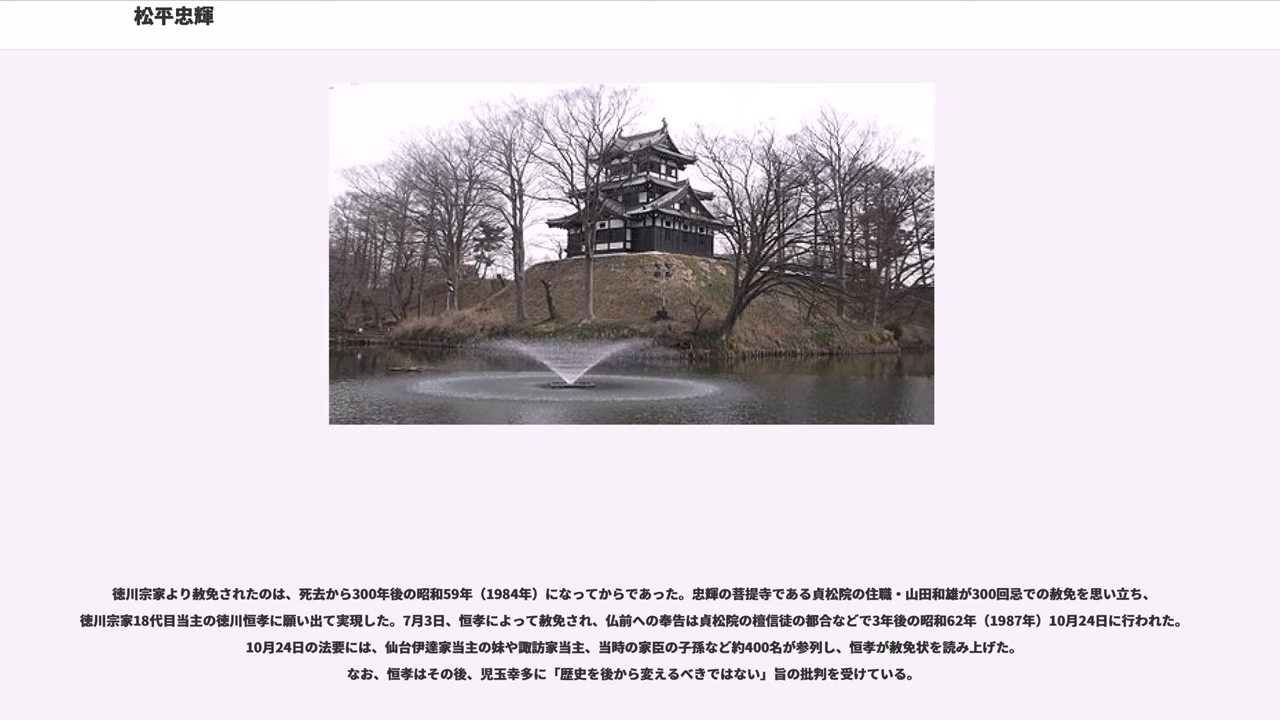 松平忠輝
徳川宗家より赦免されたのは、死去から300年後の昭和59年（1984年）になってからであった。忠輝の菩提寺である貞松院の住職・山田和雄が300回忌での赦免を思い立ち、
徳川宗家18代目当主の徳川恒孝に願い出て実現した。7月3日、恒孝によって赦免され、仏前への奉告は貞松院の檀信徒の都合などで3年後の昭和62年（1987年）10月24日に行われた。
10月24日の法要には、仙台伊達家当主の妹や諏訪家当主、当時の家臣の子孫など約400名が参列し、恒孝が赦免状を読み上げた。
なお、恒孝はその後、児玉幸多に「歴史を後から変えるべきではない」旨の批判を受けている。